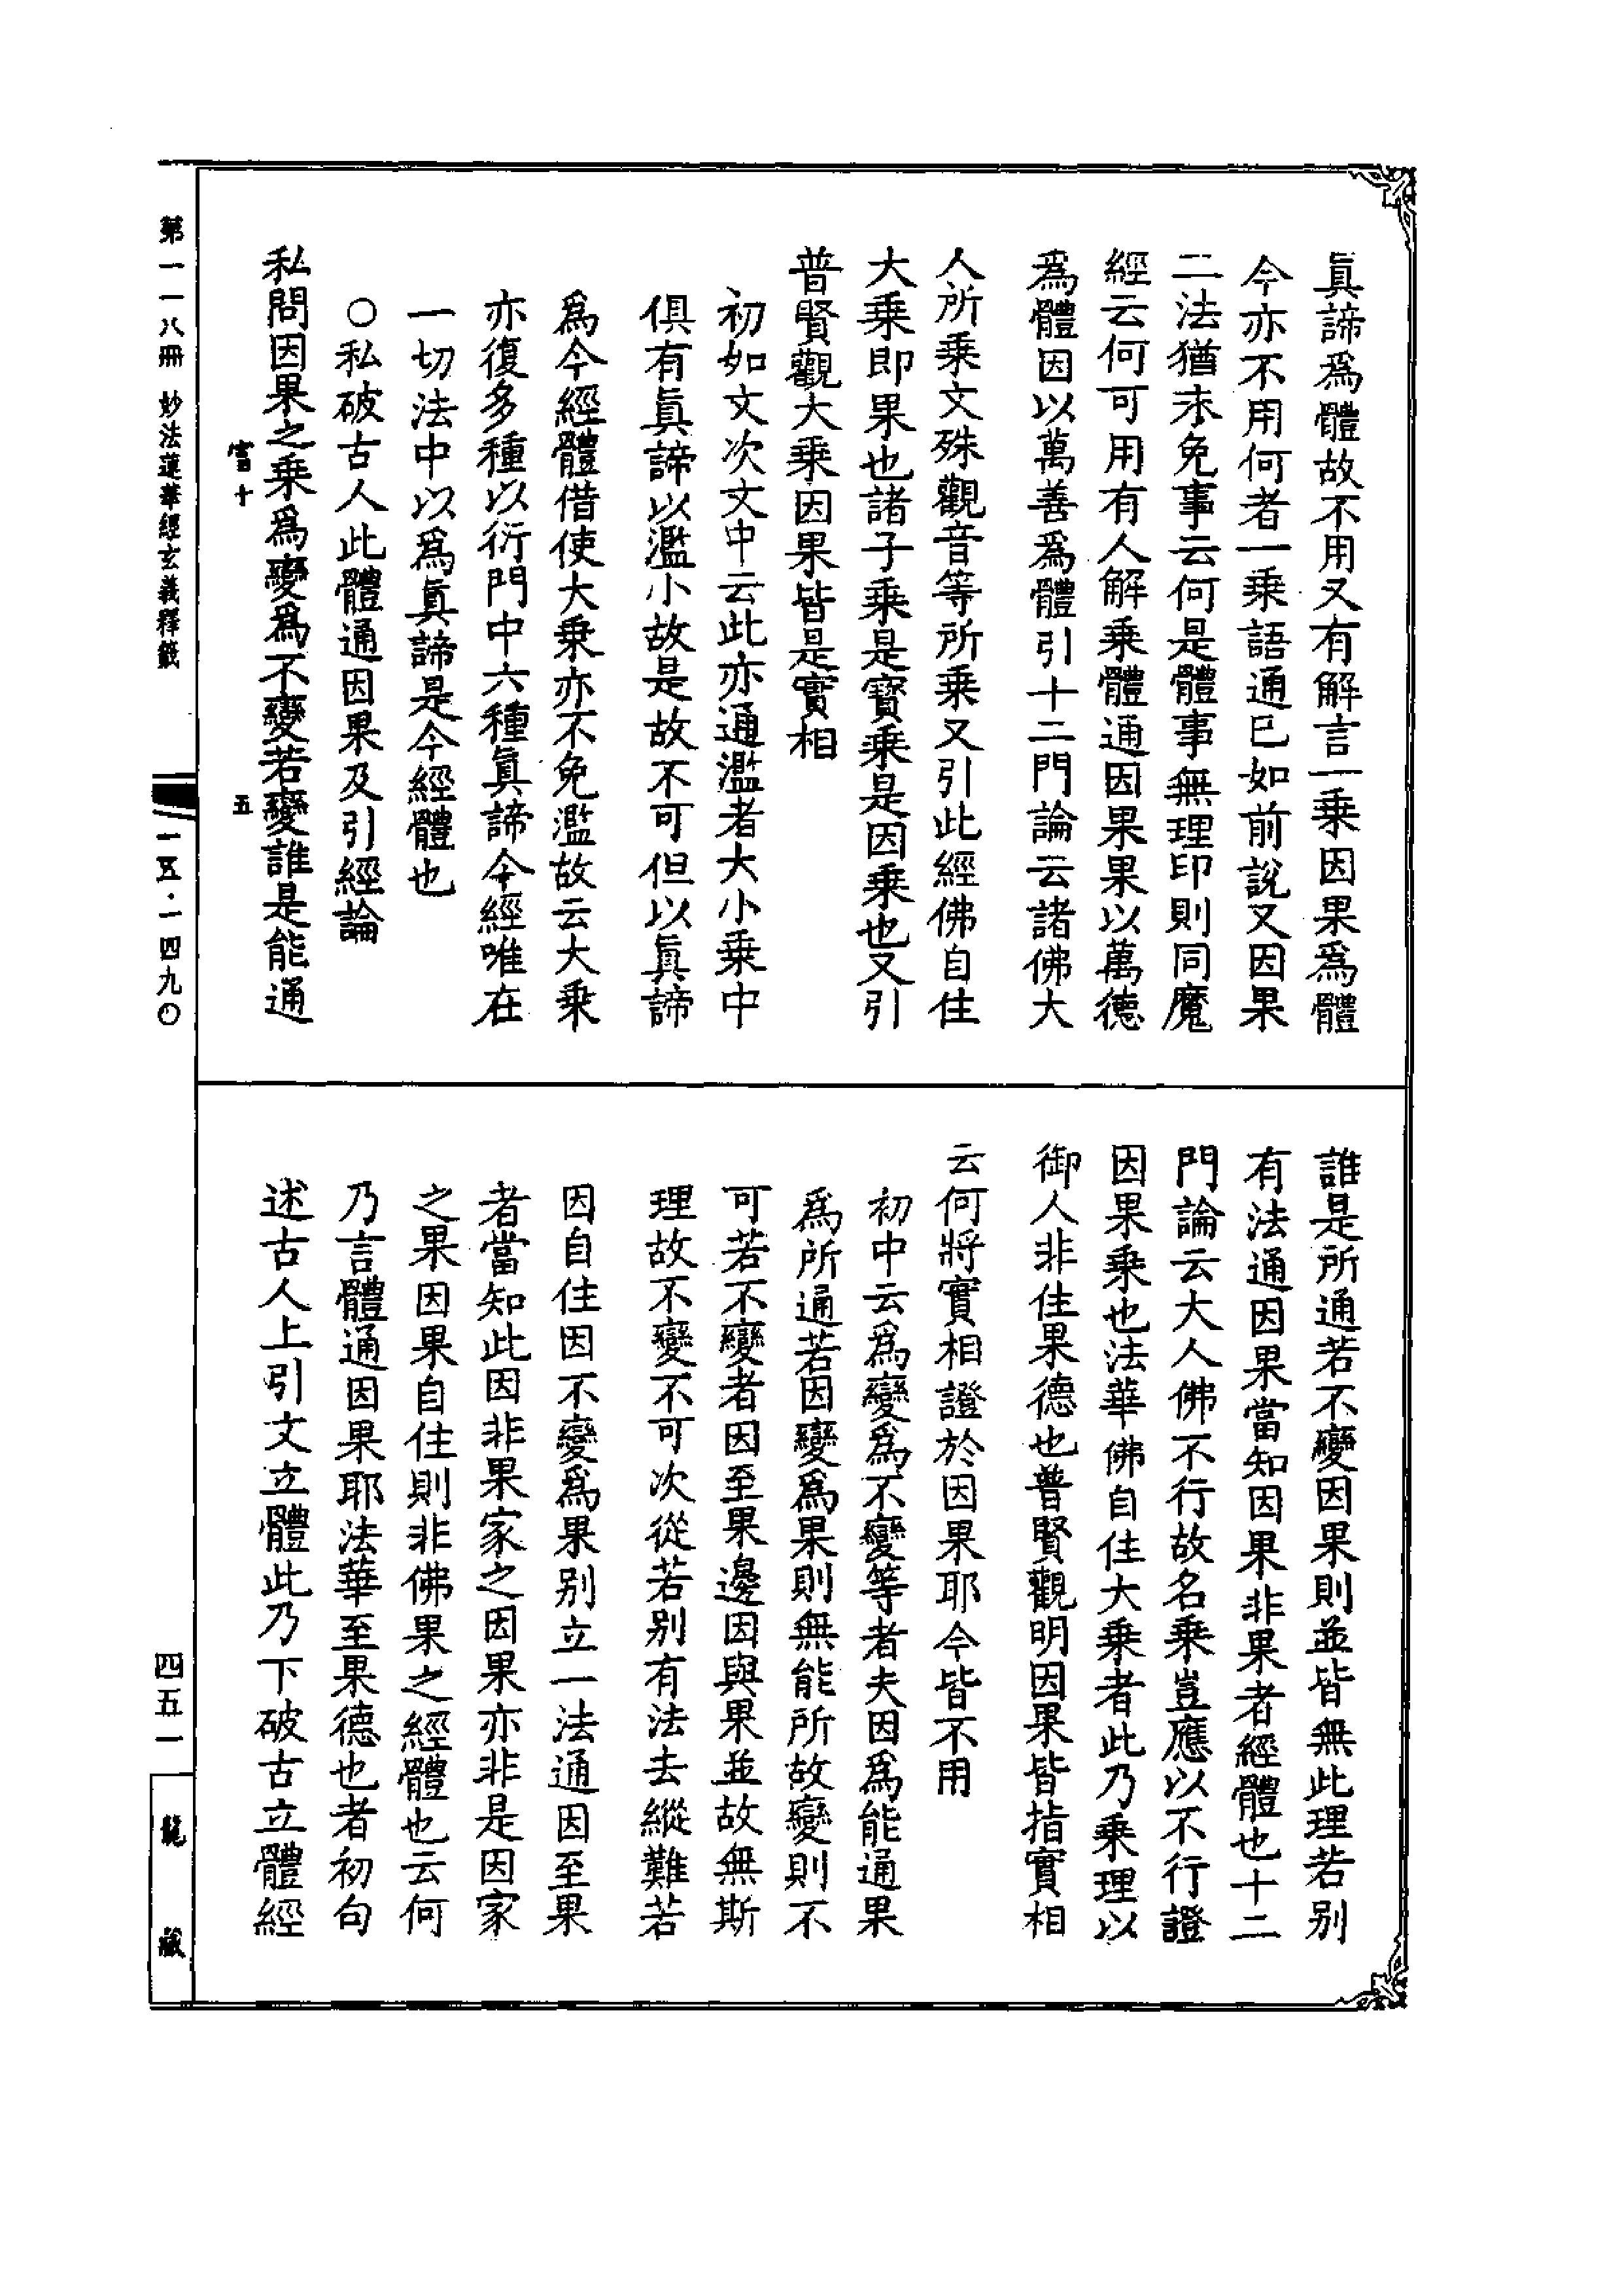 眞諦爲體故不用又有解言一乗因果爲體
今亦不用何者一乗語通巳如前說又因果
二法猶未免事云何是體事無理印則同魔
經云何可用有人解乗體通因果果以萬德
爲體因以萬善爲體引十二門論云諸佛大
人所乗文殊觀音等所乗又引此經佛自住
大乗即果也諸子乗是寳乗是因乗也又引
普賢觀大乗因果皆是實相
初如文次文中云此亦通濫者大小乗中
俱有眞諦以濫小故是故不可但以眞諦
爲今經體借使大乗亦不免濫故云大乗
亦復多種以衍門中六種眞諦今經唯在
一切法中以爲眞諦是今經體也
○私破古人此體通因果及引經論
私問因果之乗爲變爲不變若變誰是能通
誰是所通若不變因果則並皆無此理若别
有法通因果當知因果非果者經體也十二
門論云大人佛不行故名乗豈應以不行證
因果乗也法華佛自住大乗者此乃乗理以
御人非住果德也普賢觀明因果皆指實相
云何將實相證於因果耶今皆不用
初中云爲變爲不變等者夫因爲能通果
爲所通若因變爲果則無能所故變則不
可若不變者因至果邊因與果並故無斯
理故不變不可次從若别有法去縱難若
因自住因不變爲果别立一法通因至果
者當知此因非果家之因果亦非是因家
之果因果自住則非佛果之經體也云何
乃言體通因果耶法華至果德也者初句
述古人上引文立體此乃下破古立體經
第一一八冊 妙法蓮華經玄義釋籤
一五·一四九〇
四五一
龍藏
十 五